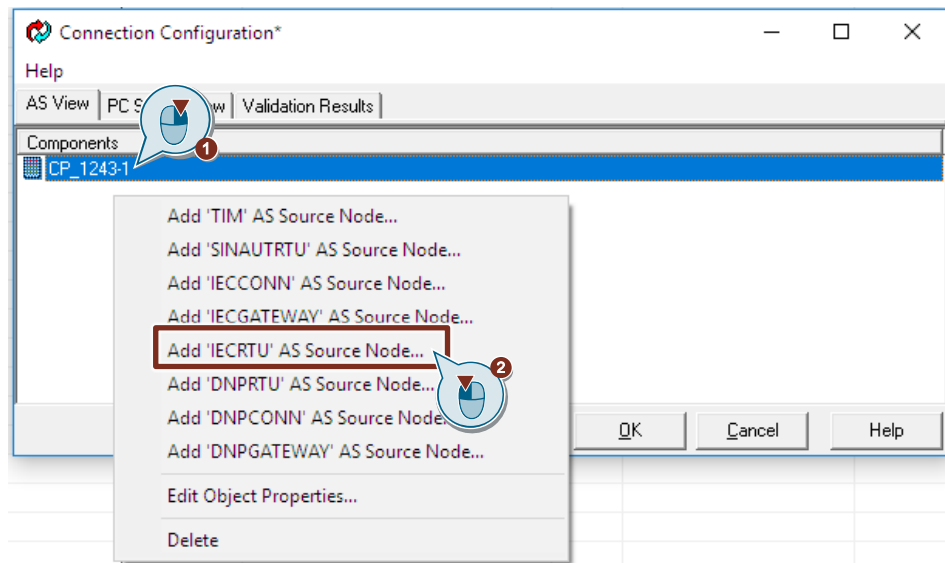 Connection Configuration*
Help
AS View PC S w Validation Results
Components
1
CP_1243-1
Add 'TIM' AS Source Node...
Add 'SINAUTRTU' AS Source Node...
Add 'IECCONN' AS Source Node...
Add 'IECGATEWAY' AS Source Node...
Add 'IECRTU' AS Source Node...
2
Add 'DNPRTU' AS Source Node...
Add 'DNPCONN' AS Source Node.
Add 'DNPGATEWAY' AS Source Node...
OK Cancel Help
Edit Object Properties...
Delete